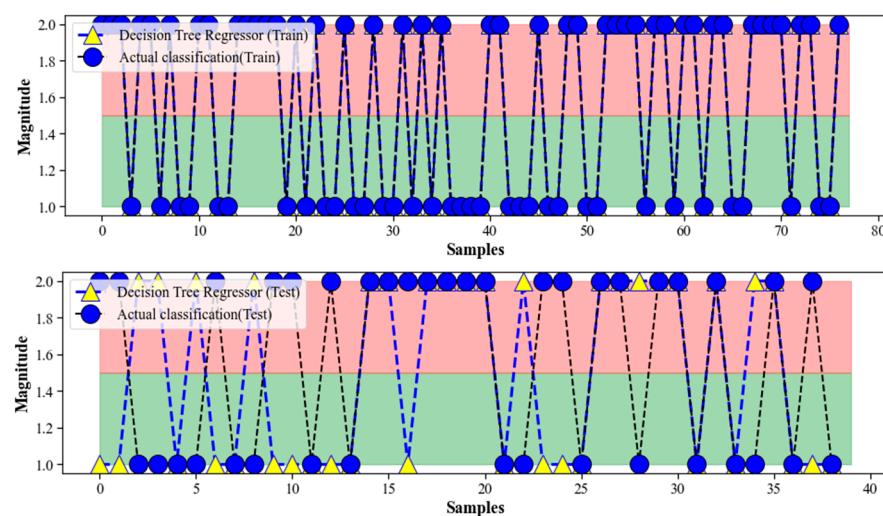 2.0
1.8
1.6
1.4
1.2
1.0
Magnitude
Decision Tree Regressor (Train)
Actual classification(Train)
0 10 20 30 40 50 60 70 80
Samples
2.0
1.8
1.6
1.4
1.2
1.0
Magnitude
Decision Tree Regressor (Test)
Actual classification(Test)
0 5 10 15 20 25 30 35 40
Samples